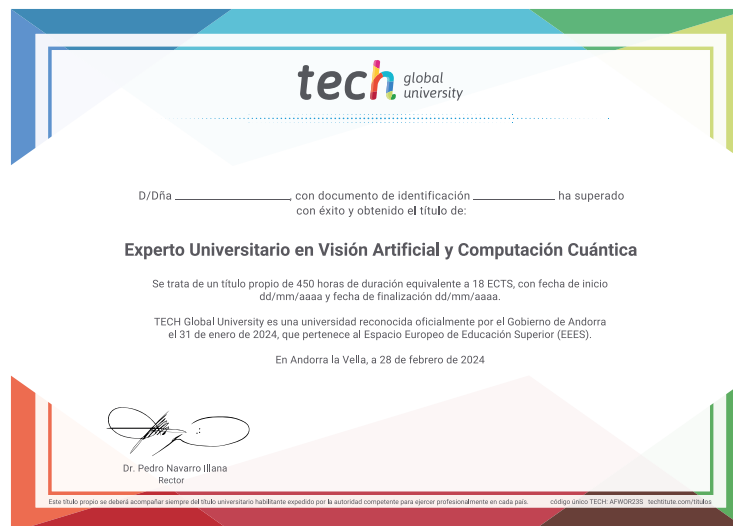 tech global university
D/Dña ____________________, con documento de identificación ______________ ha superado
con éxito y obtenido el título de:
Experto Universitario en Visión Artificial y Computación Cuántica
Se trata de un título propio de 450 horas de duración equivalente a 18 ECTS, con fecha de inicio
dd/mm/aaaa y fecha de finalización dd/mm/aaaa.
TECH Global University es una universidad reconocida oficialmente por el Gobierno de Andorra
el 31 de enero de 2024, que pertenece al Espacio Europeo de Educación Superior (EEES).
En Andorra la Vella, a 28 de febrero de 2024
Dr. Pedro Navarro Illana
Rector
Este título propio se deberá acompañar siempre del título universitario habilitante expedido por la autoridad competente para ejercer profesionalmente en cada país. código único TECH: AFWOR23S techtitute.com/titulos